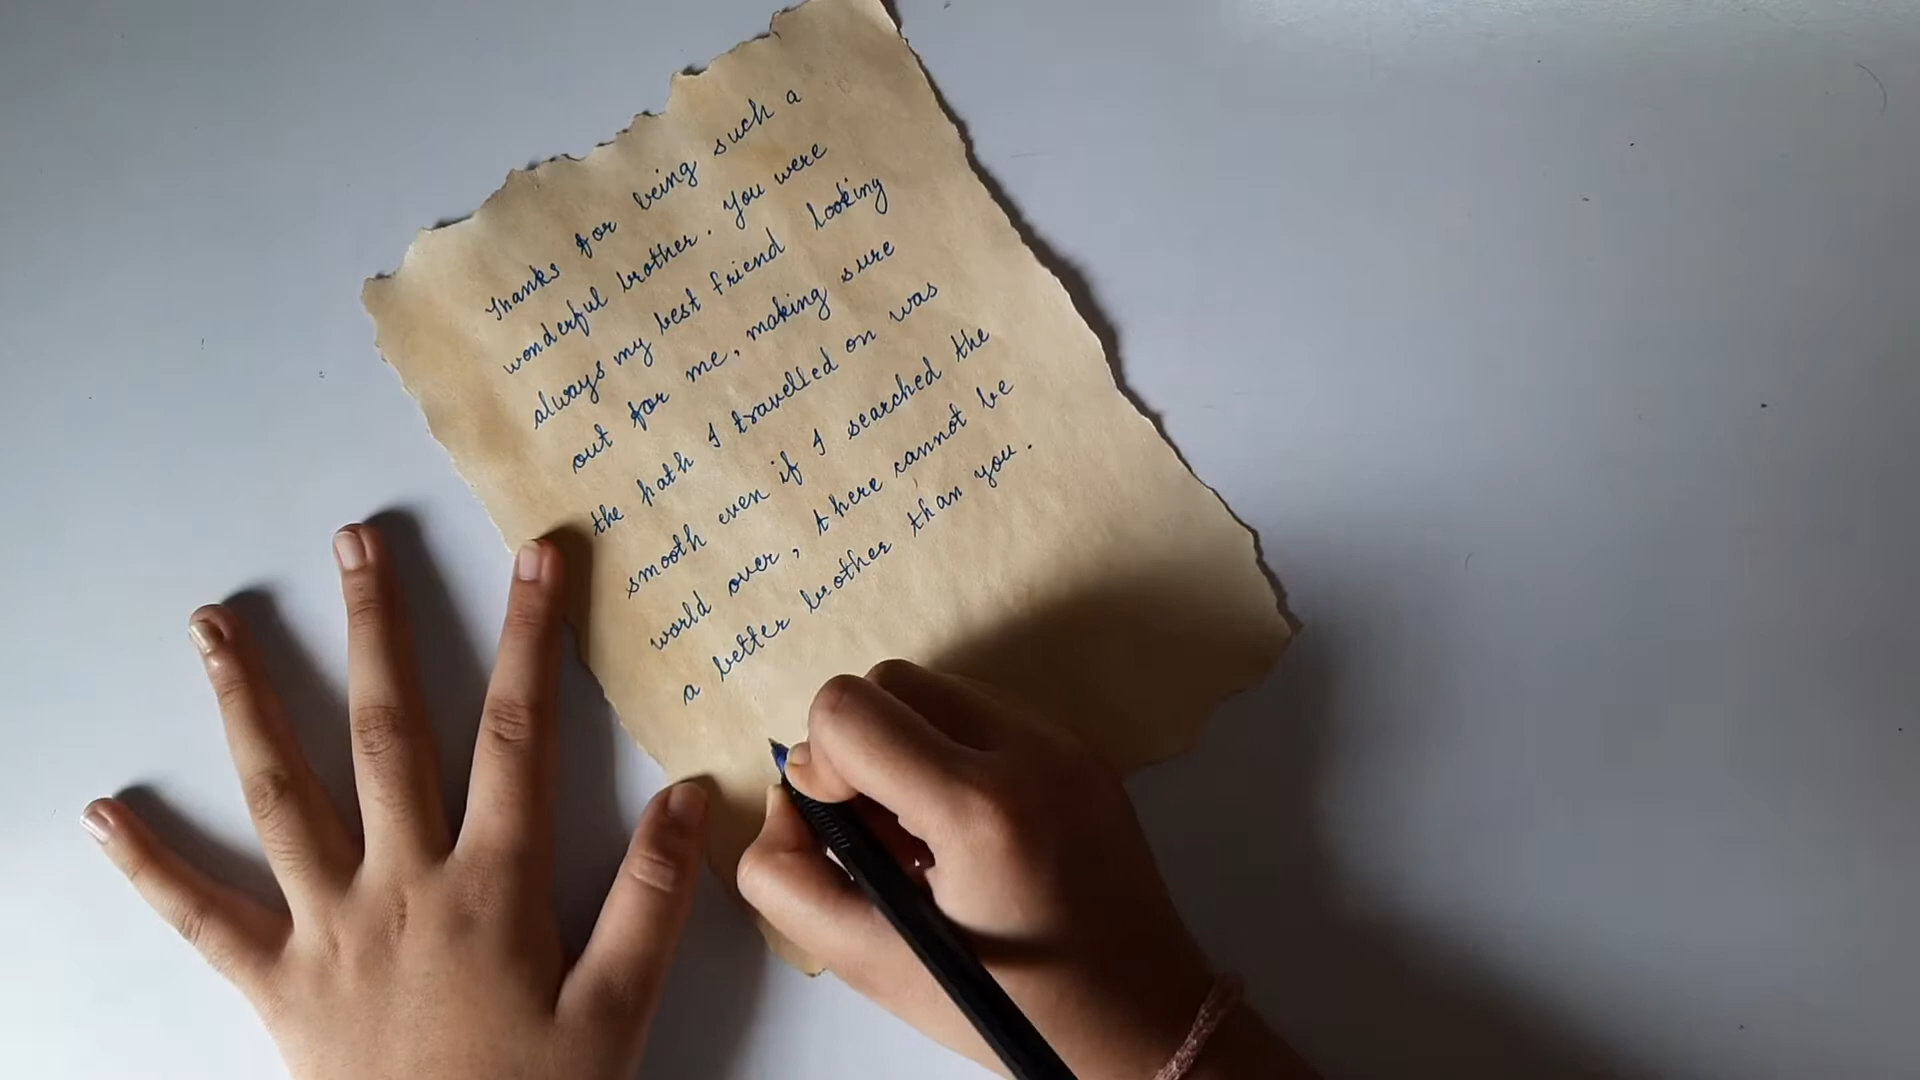 Thanks for being such a
wonderful brother. You were
always my best friend looking
out for me, making sure
the path I travelled on was
smooth even if I searched the
world over, there cannot be
a better brother than you.